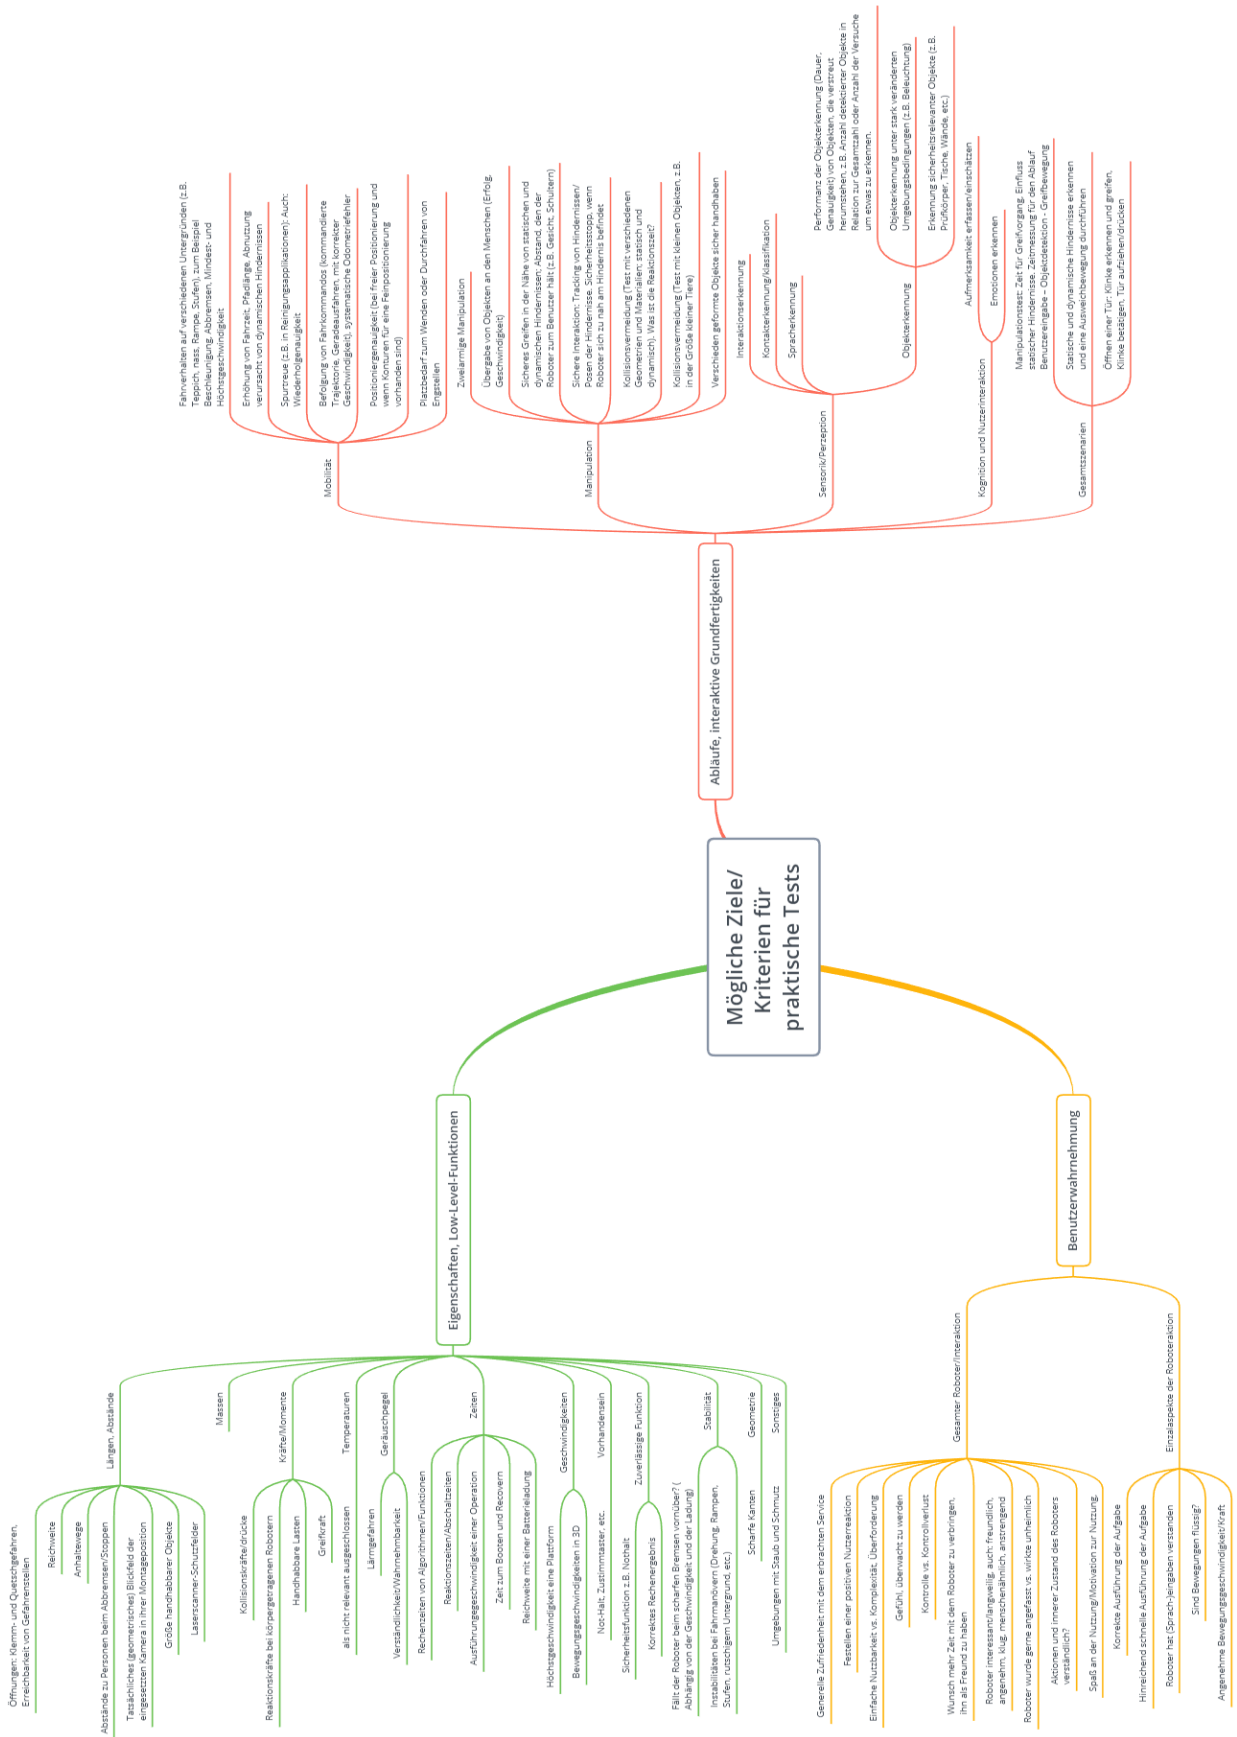 Mögliche Ziele/
Kriterien für
praktische Tests
Abläufe, interaktive Grundfertigkeiten
Mobilität
Fahrverhalten auf verschiedenen Untergründen (z.B.
Teppich, nass, Rampe, Stufen), zum Beispiel
Beschleunigung, Abbremsen, Mindest- und
Höchstgeschwindigkeit
Erhöhung von Fahrzeit, Pfadlänge, Abnutzung
verursacht von dynamischen Hindernissen
Spurtreue (z.B. in Reinigungsapplikationen); Auch:
Wiederholgenauigkeit
Befolgung von Fahrkommandos (kommandierte
Trajektorie, Geradeausfahren, mit korrekter
Geschwindigkeit), systematische Odometriefehler
Positioniergenauigkeit (bei freier Positionierung und
wenn Konturen für eine Feinpositionierung
vorhanden sind)
Platzbedarf zum Wenden oder Durchfahren von
Engstellen
Manipulation
Zweiarmige Manipulation
Übergabe von Objekten an den Menschen (Erfolg,
Geschwindigkeit)
Sicheres Greifen in der Nähe von statischen und
dynamischen Hindernissen; Abstand, den der
Roboter zum Benutzer hält (z.B. Gesicht, Schultern)
Sichere Interaktion: Tracking von Hindernissen/
Posen der Hindernisse, Sicherheitsstopp, wenn
Roboter sich zu nah am Hindernis befindet
Kollisionsvermeidung (Test mit verschiedenen
Geometrien und Materialien; statisch und
dynamisch). Was ist die Reaktionszeit?
Kollisionsvermeidung (Test mit kleinen Objekten, z.B.
in der Größe kleiner Tiere)
Verschieden geformte Objekte sicher handhaben
Sensorik/Perzeption
Interaktionserkennung
Kontakterkennung/klassifikation
Spracherkennung
Objekterkennung
Performanz der Objekterkennung (Dauer,
Genauigkeit) von Objekten, die verstreut
herumstehen, z.B. Anzahl detektierter Objekte in
Relation zur Gesamtzahl oder Anzahl der Versuche
um etwas zu erkennen.
Objekterkennung unter stark veränderten
Umgebungsbedingungen (z.B. Beleuchtung)
Erkennung sicherheitsrelevanter Objekte (z.B.
Prüfkörper, Tische, Wände, etc.)
Kognition und Nutzerinteraktion
Aufmerksamkeit erfassen/einschätzen
Emotionen erkennen
Gesamtszenarien
Manipulationstest: Zeit für Greifvorgang, Einfluss
statischer Hindernisse, Zeitmessung für den Ablauf
Benutzereingabe - Objektdetektion - Greifbewegung
Statische und dynamische Hindernisse erkennen
und eine Ausweichbewegung durchführen
Öffnen einer Tür: Klinke erkennen und greifen,
Klinke betätigen, Tür aufziehen/drücken
Eigenschaften, Low-Level-Funktionen
Längen, Abstände
Öffnungen: Klemm- und Quetschgefahren,
Erreichbarkeit von Gefahrenstellen
Reichweite
Anhaltewege
Abstände zu Personen beim Abbremsen/Stoppen
Tatsächliches (geometrisches) Blickfeld der
eingesetzten Kamera in ihrer Montageposition
Größe handhabbarer Objekte
Laserscanner-Schutzfelder
Massen
Kräfte/Momente
Kollisionskräfte/drücke
Reaktionskräfte bei körpergetragenen Robotern
Handhabbare Lasten
Greifkraft
Temperaturen
als nicht relevant ausgeschlossen
Geräuschpegel
Lärmgefahren
Verständlichkeit/Wahrnehmbarkeit
Zeiten
Rechenzeiten von Algorithmen/Funktionen
Reaktionszeiten/Abschaltzeiten
Ausführungsgeschwindigkeit einer Operation
Zeit zum Booten und Recovern
Reichweite mit einer Batterieladung
Geschwindigkeiten
Höchstgeschwindigkeit eine Plattform
Bewegungsgeschwindigkeiten in 3D
Vorhandensein
Not-Halt, Zustimmtaster, etc.
Zuverlässige Funktion
Sicherheitsfunktion z.B. Nothalt
Korrektes Rechenergebnis
Stabilität
Fällt der Roboter beim scharfen Bremsen vornüber? (
Abhängig von der Geschwindigkeit und der Ladung)
Instabilitäten bei Fahrmanövern (Drehung, Rampen,
Stufen, rutschigem Untergrund, etc.)
Geometrie
Scharfe Kanten
Sonstiges
Umgebungen mit Staub und Schmutz
Benutzerwahrnehmung
Gesamter Roboter/Interaktion
Generelle Zufriedenheit mit dem erbrachten Service
Festellen einer positiven Nutzerreaktion
Einfache Nutzbarkeit vs. Komplexität, Überforderung
Gefühl, überwacht zu werden
Kontrolle vs. Kontrollverlust
Wunsch mehr Zeit mit dem Roboter zu verbringen,
ihn als Freund zu haben
Roboter interessant/langweilig, auch: freundlich,
angenehm, klug, menschenähnlich, anstrengend
Roboter wurde gerne angefasst vs. wirkte unheimlich
Aktionen und innerer Zustand des Roboters
verständlich?
Spaß an der Nutzung/Motivation zur Nutzung,
Einzelaspekte der Roboteraktion
Korrekte Ausführung der Aufgabe
Hinreichend schnelle Ausführung der Aufgabe
Roboter hat (Sprach-)eingaben verstanden
Sind Bewegungen flüssig?
Angenehme Bewegungsgeschwindigkeit/Kraft